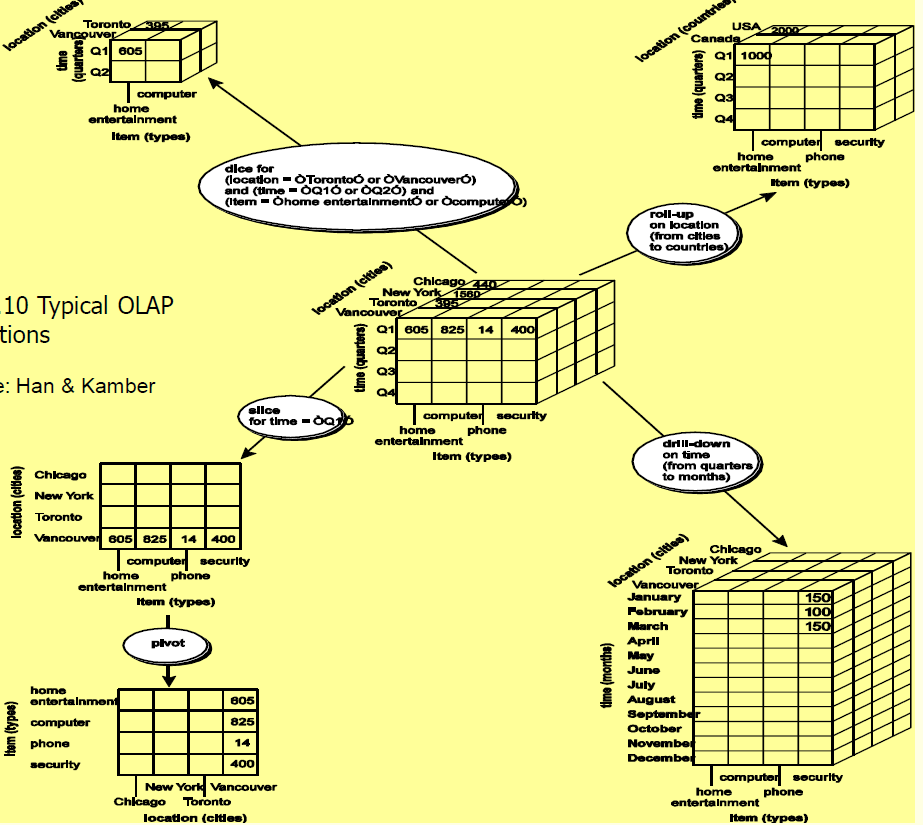 location (cities)
Toronto 395
Vancouver
time (quarters)
Q1 605
Q2
computer
home
entertainment
Item (types)
location (countries)
USA 2000
Canada
time (quarters)
Q1 1000
Q2
Q3
Q4
computer security
home phone
entertainment
Item (types)
dice for
(location = ÒTorontoÓ or ÒVancouverÓ)
and (time = ÒQ1Ó or ÒQ2Ó) and
(item = Òhome entertainmentÓ or ÒcomputerÓ)
roll-up
on location
(from cities
to countries)
.10 Typical OLAP
tions
e: Han & Kamber
location (cities)
Chicago 440
New York 1560
Toronto 395
Vancouver
time (quarters)
Q1 605 825 14 400
Q2
Q3
Q4
computer security
home phone
entertainment
Item (types)
slice
for time = ÒQ1Ó
drill-down
on time
(from quarters
to months)
location (cities)
Chicago
New York
Toronto
Vancouver 605 825 14 400
computer security
home phone
entertainment
Item (types)
pivot
Item (types)
home
entertainment 605
computer 825
phone 14
security 400
New York Vancouver
Chicago Toronto
location (cities)
location (cities)
Chicago
New York
Toronto
Vancouver
time (months)
January 150
February 100
March 150
April
May
June
July
August
September
October
November
December
computer security
home phone
entertainment
Item (types)